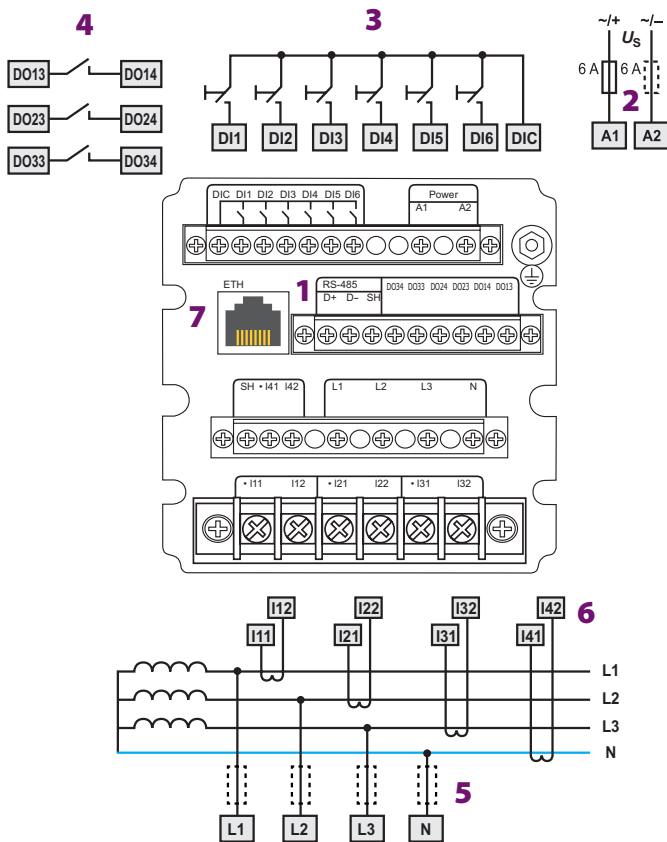 4
3
~/+ ~/–
US
6 A 6 A
2
DO13 DO14
DO23 DO24
DO33 DO34
DI1 DI2 DI3 DI4 DI5 DI6 DIC
A1 A2
DIC DI1 DI2 DI3 DI4 DI5 DI6
Power
A1 A2
ETH
7
1
RS-485
D+ D– SH DO34 DO33 DO24 DO23 DO14 DO13
SH • I41 I42 L1 L2 L3 N
• I11 I12 • I21 I22 • I31 I32
I12 I22 I32 I42
6
I11 I21 I31 I41
L1
L2
L3
N
5
L1 L2 L3 N